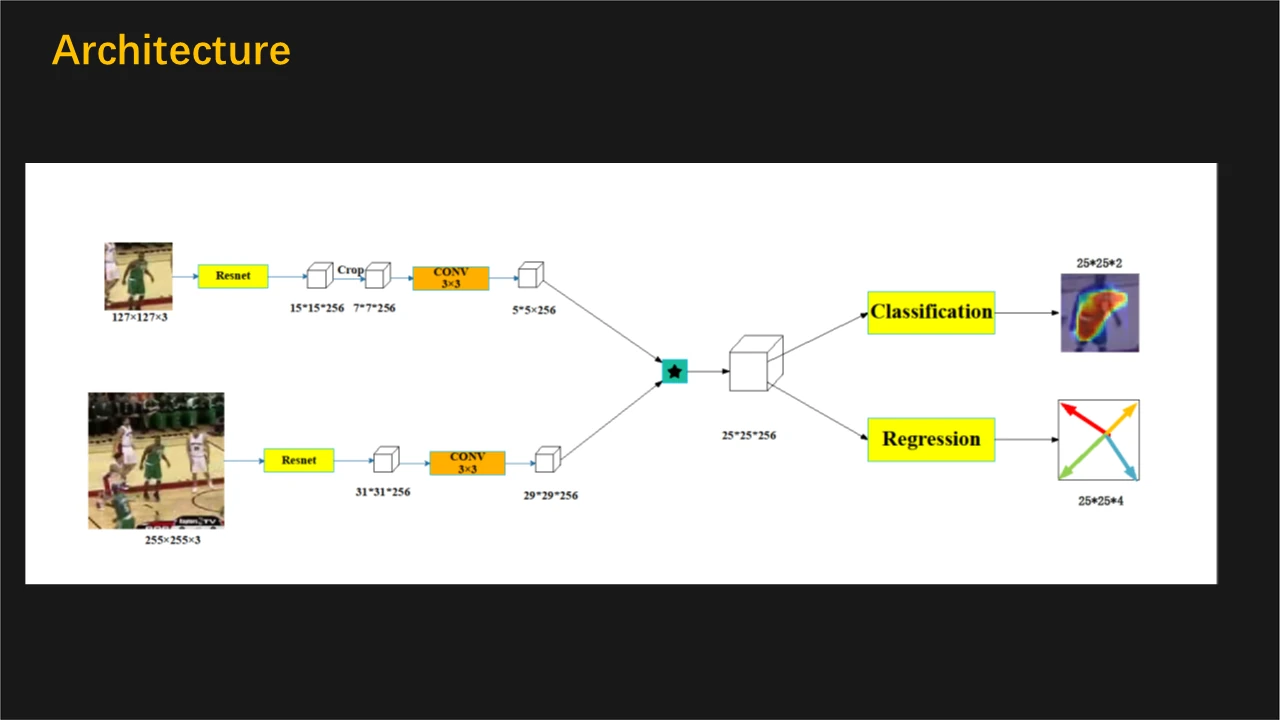 Architecture
127×127×3
Resnet
15*15*256
Crop
7*7*256
CONV
3×3
5*5×256
255×255×3
Resnet
31*31*256
CONV
3×3
29*29*256
25*25*256
Classification
25*25*2
Regression
25*25*4